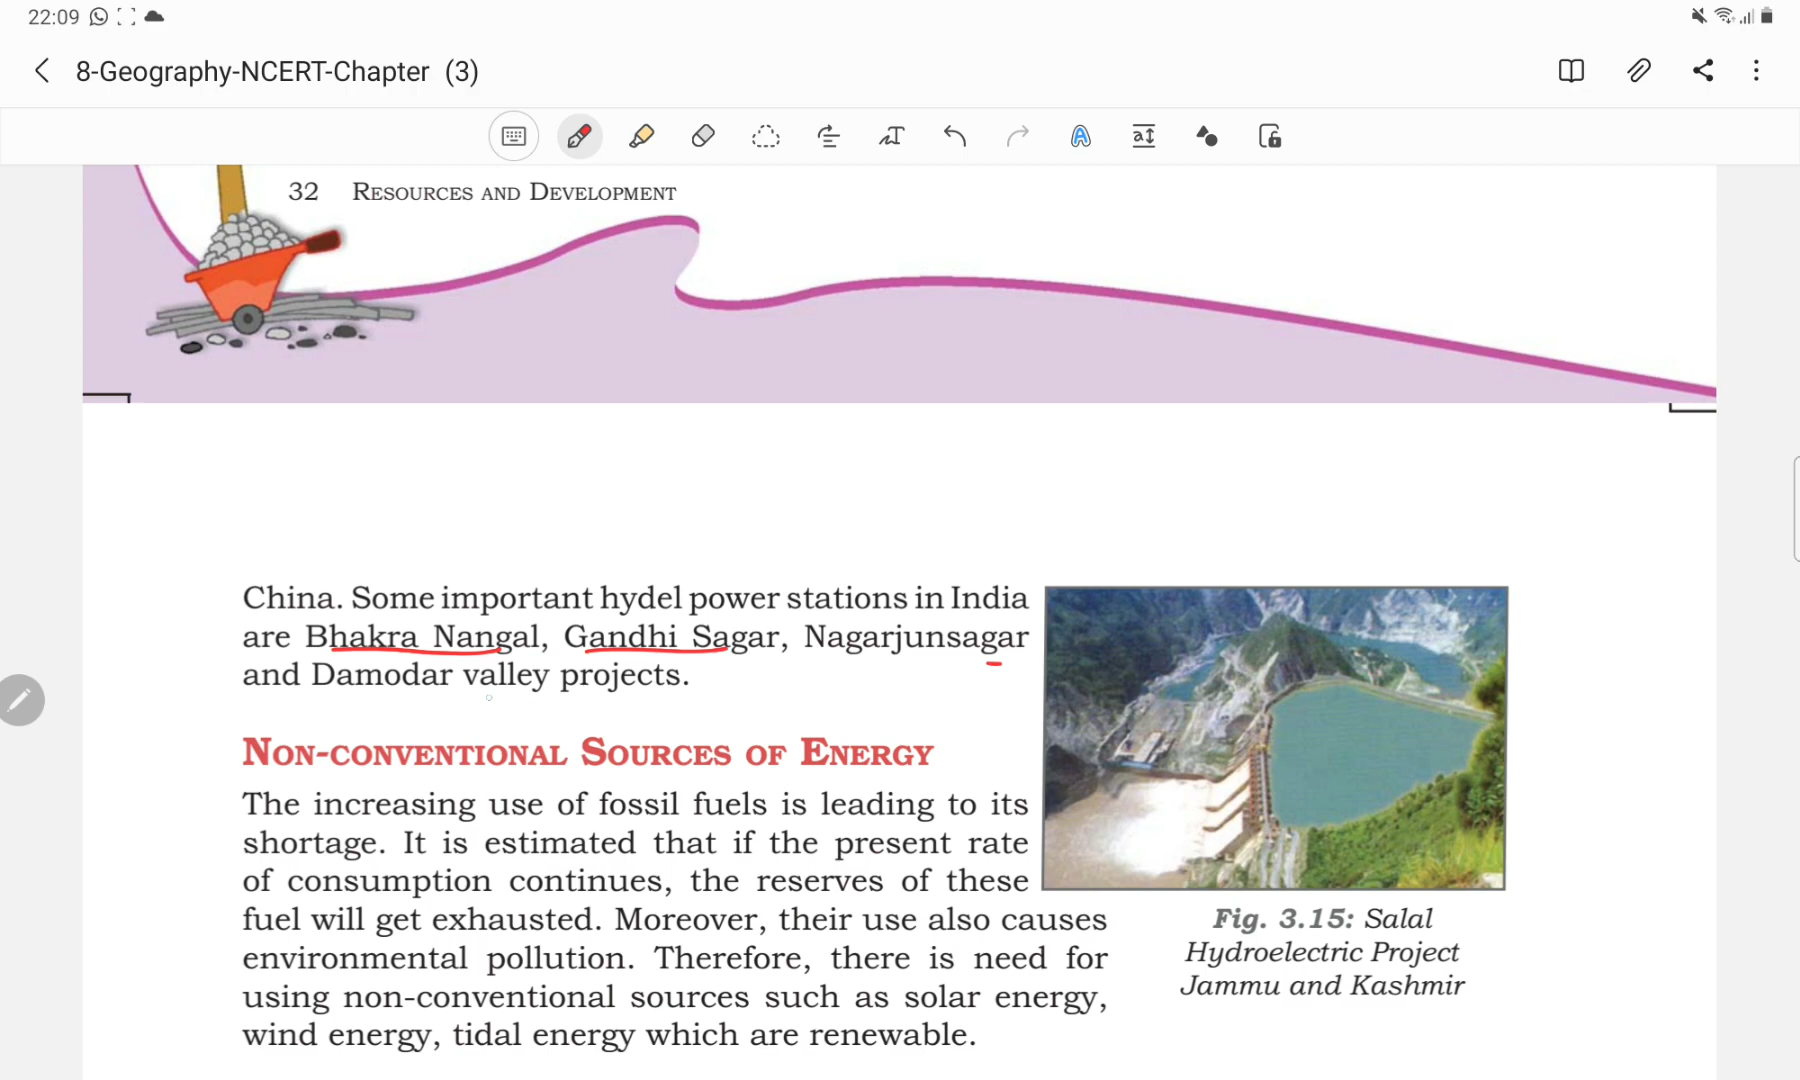 22:09
8-Geography-NCERT-Chapter (3)
32 RESOURCES AND DEVELOPMENT
China. Some important hydel power stations in India
are Bhakra Nangal, Gandhi Sagar, Nagarjunsagar
and Damodar valley projects.
NON-CONVENTIONAL SOURCES OF ENERGY
The increasing use of fossil fuels is leading to its
shortage. It is estimated that if the present rate
of consumption continues, the reserves of these
fuel will get exhausted. Moreover, their use also causes
environmental pollution. Therefore, there is need for
using non-conventional sources such as solar energy,
wind energy, tidal energy which are renewable.
Fig. 3.15: Salal
Hydroelectric Project
Jammu and Kashmir